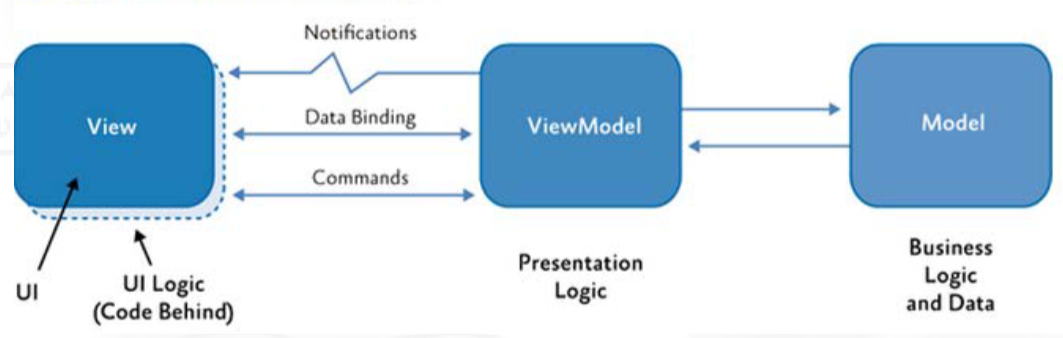 Notifications
View
Data Binding
ViewModel
Model
Commands
UI
UI Logic
(Code Behind)
Presentation
Logic
Business
Logic
and Data